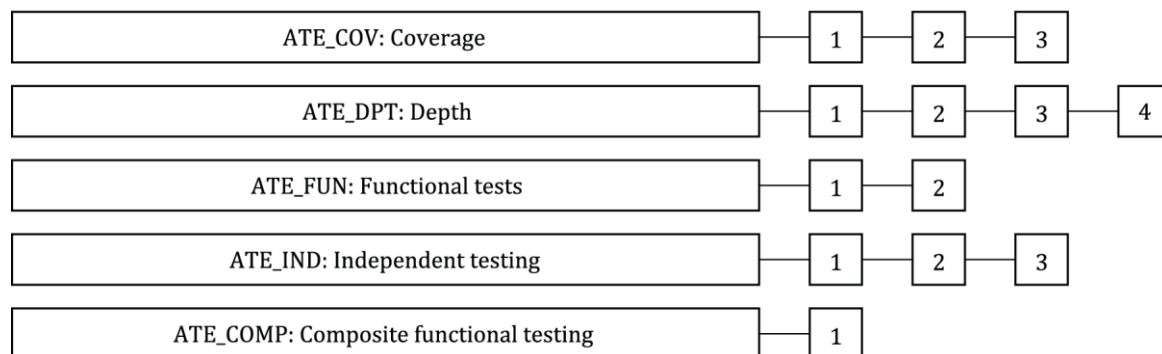 ATE_COV: Coverage 1 2 3
ATE_DPT: Depth 1 2 3 4
ATE_FUN: Functional tests 1 2
ATE_IND: Independent testing 1 2 3
ATE_COMP: Composite functional testing 1